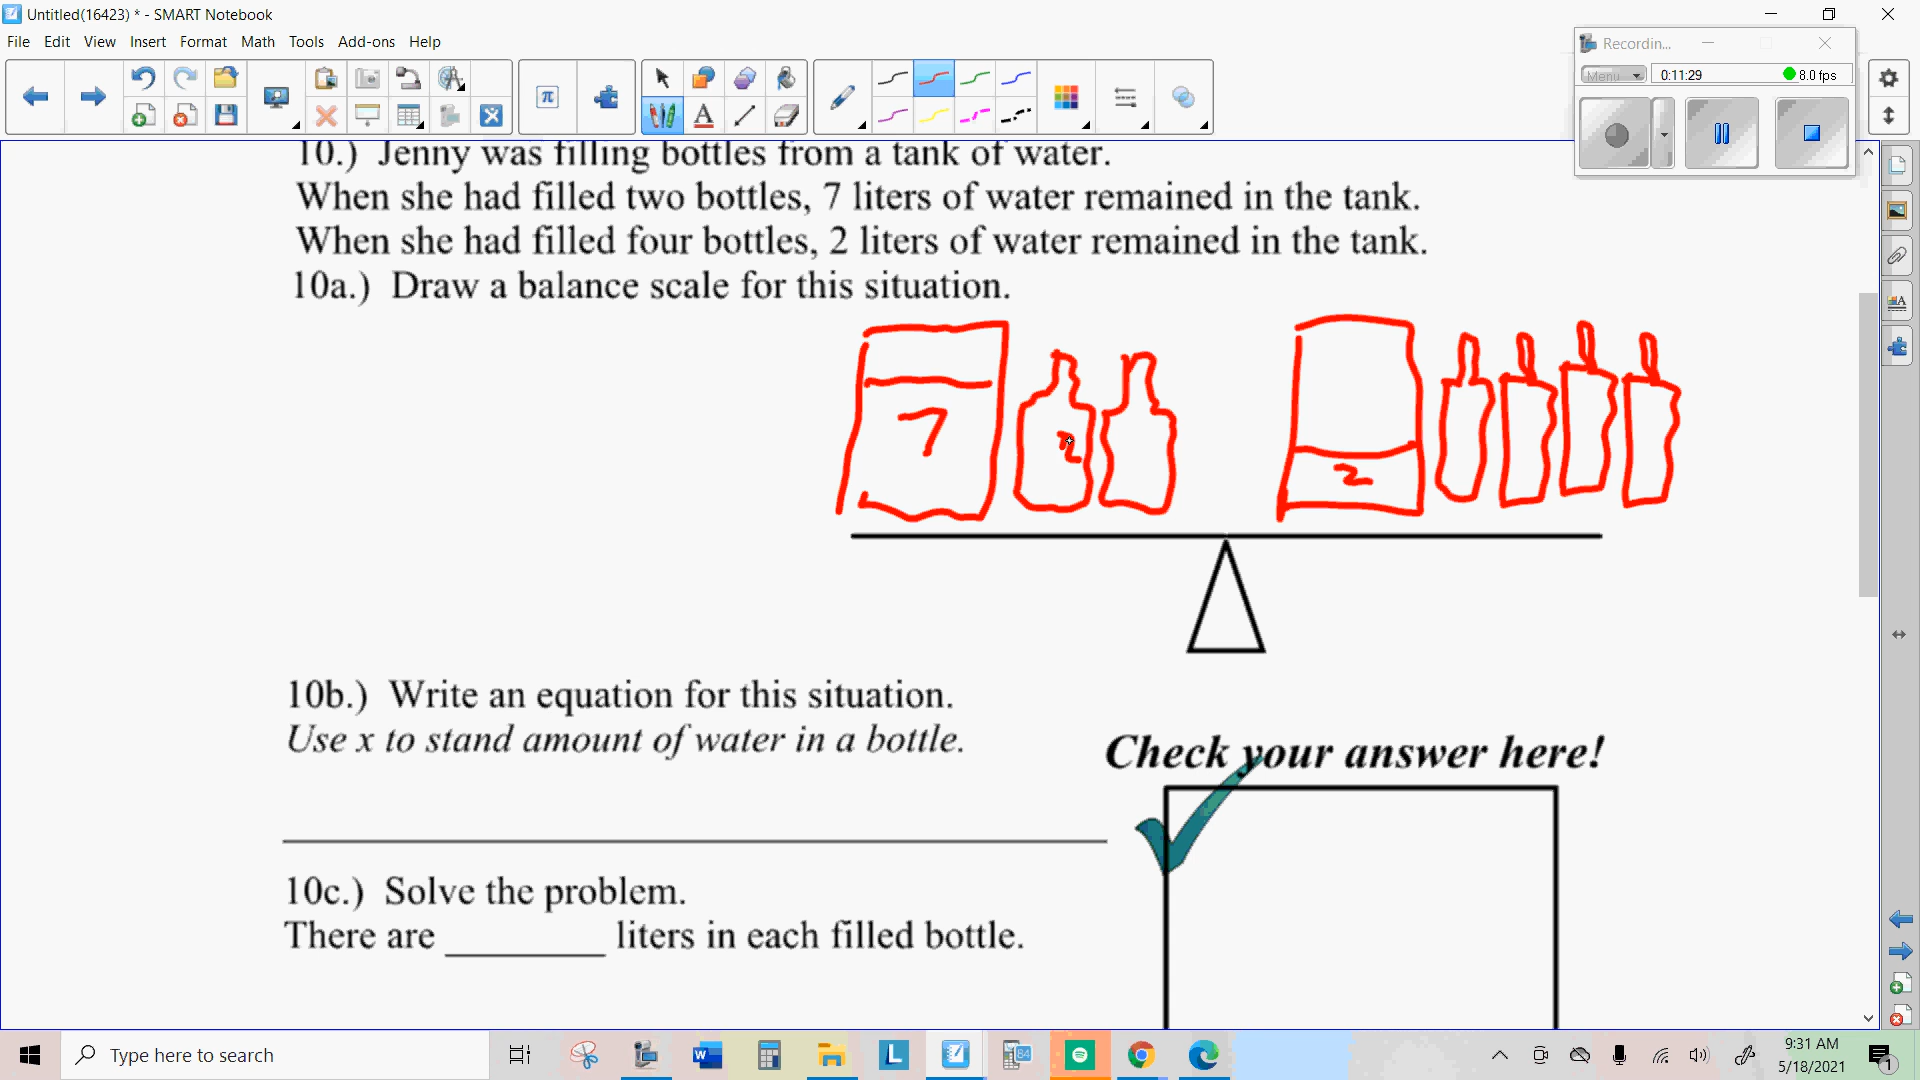 Untitled(16423) * - SMART Notebook
File Edit View Insert Format Math Tools Add-ons Help
Recordin...
Menu 0:11:29 8.0 fps
π
A
10.) Jenny was filling bottles from a tank of water.
When she had filled two bottles, 7 liters of water remained in the tank.
When she had filled four bottles, 2 liters of water remained in the tank.
10a.) Draw a balance scale for this situation.
7
2
10b.) Write an equation for this situation.
Use x to stand amount of water in a bottle.
Check your answer here!
10c.) Solve the problem.
There are ________ liters in each filled bottle.
Type here to search
W
L
84
9:31 AM
5/18/2021
1